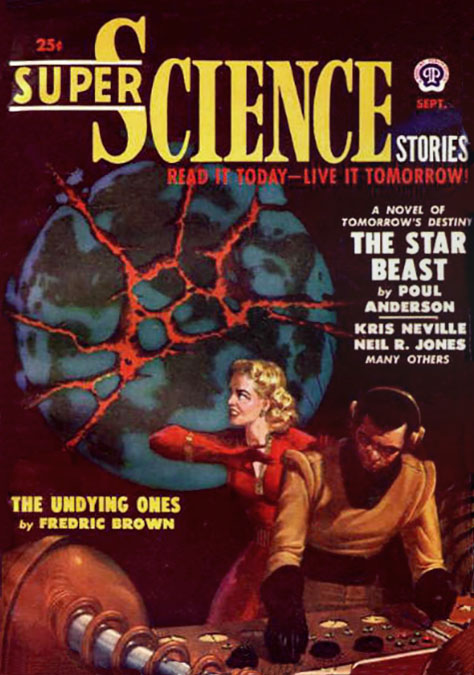 25¢
SUPER
SCIENCE
STORIES
SEPT.
READ IT TODAY—LIVE IT TOMORROW!
A NOVEL OF
TOMORROW'S DESTINY
THE STAR
BEAST
by POUL
ANDERSON
KRIS NEVILLE
NEIL R. JONES
MANY OTHERS
THE UNDYING ONES
by FREDRIC BROWN